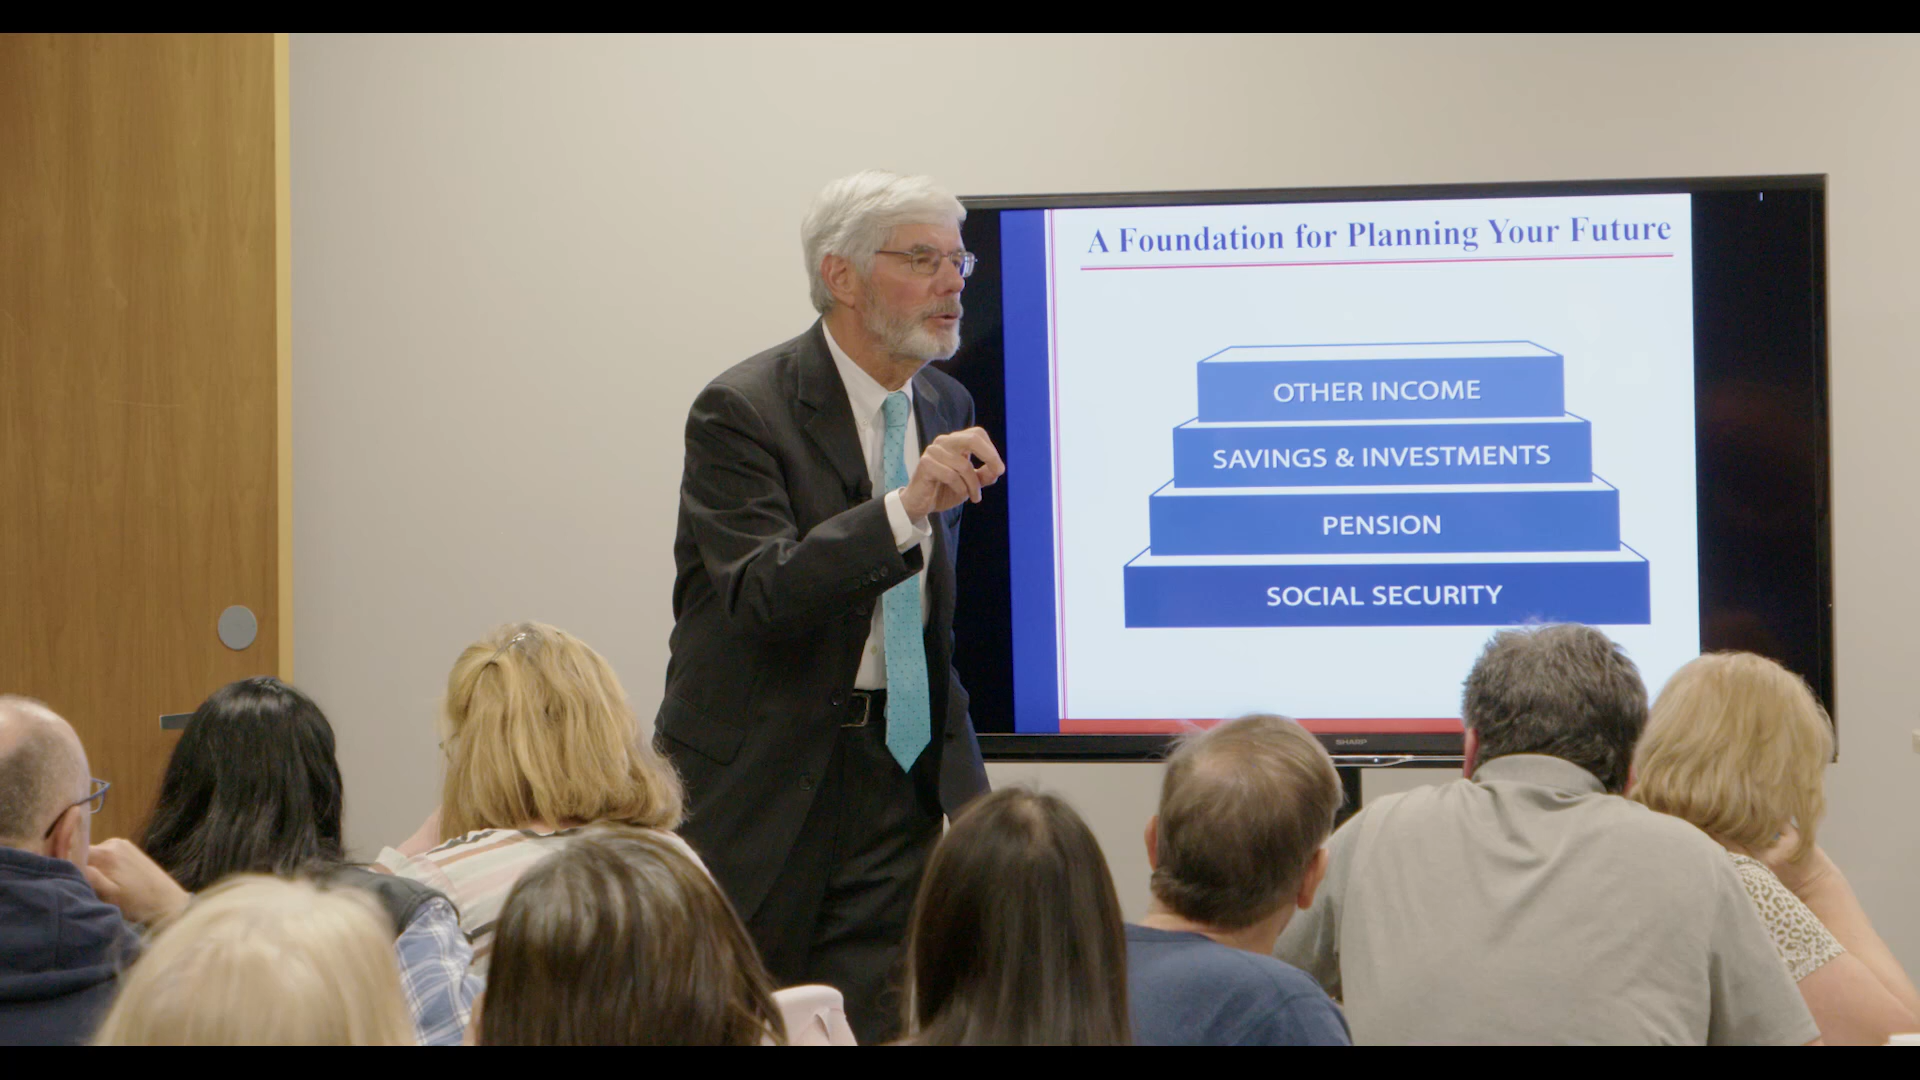 A Foundation for Planning Your Future
OTHER INCOME
SAVINGS & INVESTMENTS
PENSION
SOCIAL SECURITY
SHARP